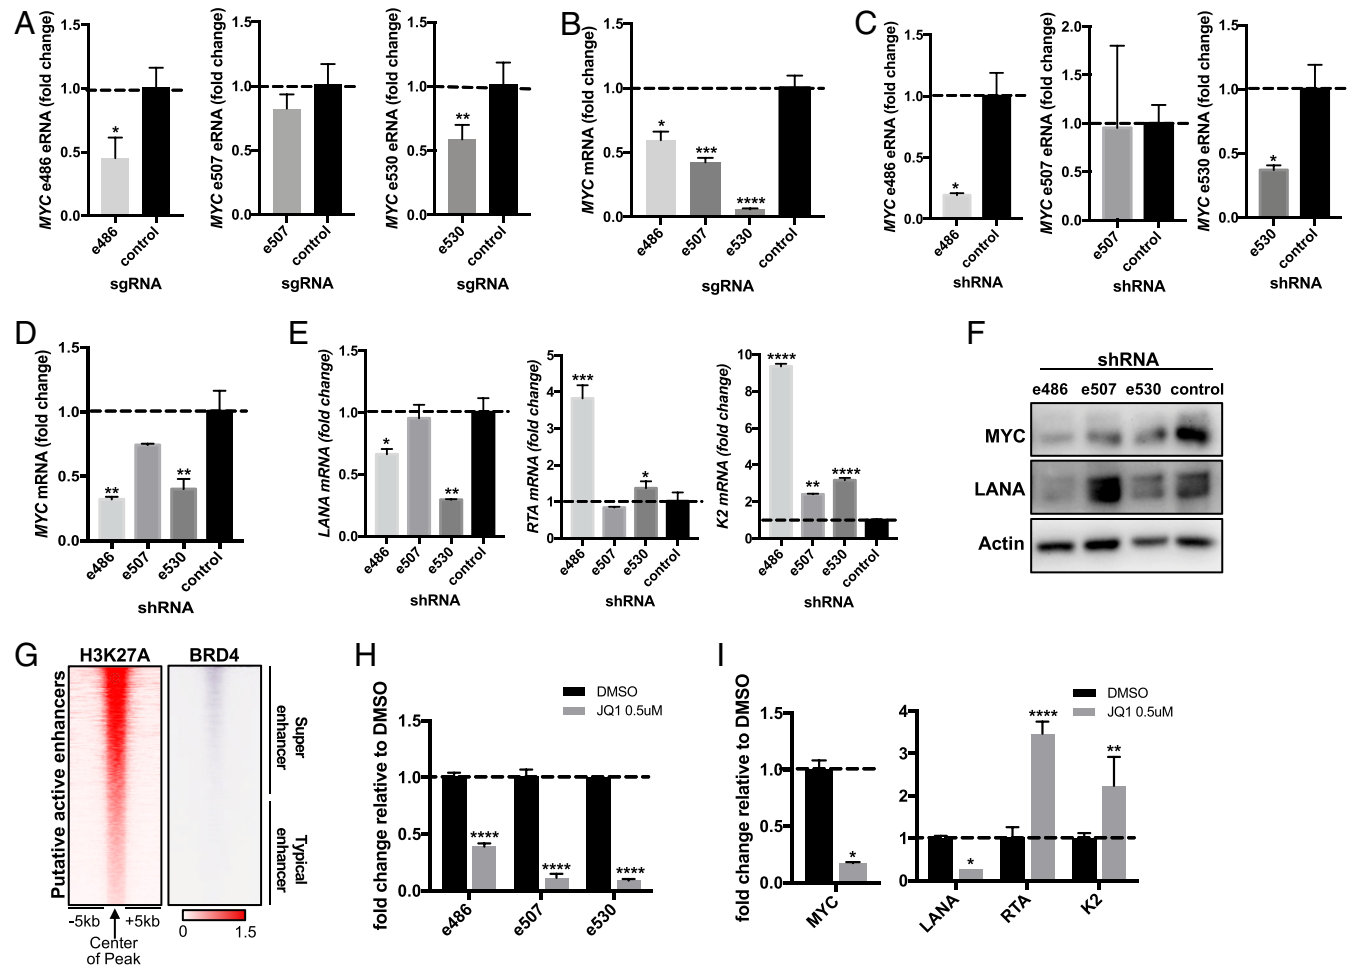 A
MYC e486 eRNA (fold change)
1.5
1.0
0.5
0.0
*
e486
control
sgRNA
MYC e507 eRNA (fold change)
1.5
1.0
0.5
0.0
e507
control
sgRNA
MYC e530 eRNA (fold change)
1.5
1.0
0.5
0.0
**
e530
control
sgRNA
B
MYC mRNA (fold change)
1.5
1.0
0.5
0.0
*
***
****
e486
e507
e530
control
sgRNA
C
MYC e486 eRNA (fold change)
1.5
1.0
0.5
0.0
*
e486
control
shRNA
MYC e507 eRNA (fold change)
2.0
1.5
1.0
0.5
0.0
e507
control
shRNA
MYC e530 eRNA (fold change)
1.5
1.0
0.5
0.0
*
e530
control
shRNA
D
MYC mRNA (fold change)
1.5
1.0
0.5
0.0
**
**
e486
e507
e530
control
shRNA
E
LANA mRNA (fold change)
1.5
1.0
0.5
0.0
*
**
e486
e507
e530
control
shRNA
RTA mRNA (fold change)
5
4
2
1
0
***
*
e486
e507
e530
control
shRNA
K2 mRNA (fold change)
10
8
6
4
2
0
****
**
****
e486
e507
e530
control
shRNA
F
shRNA
e486 e507 e530 control
MYC
LANA
Actin
G
H3K27A BRD4
Putative active enhancers
Super enhancer
Typical enhancer
-5kb +5kb
Center
of Peak
0 1.5
H
DMSO
JQ1 0.5uM
fold change relative to DMSO
1.5
1.0
0.5
0.0
****
****
****
e486
e507
e530
I
DMSO
JQ1 0.5uM
fold change relative to DMSO
1.5
1.0
0.5
0.0
*
MYC
4
3
2
1
0
*
****
**
LANA
RTA
K2